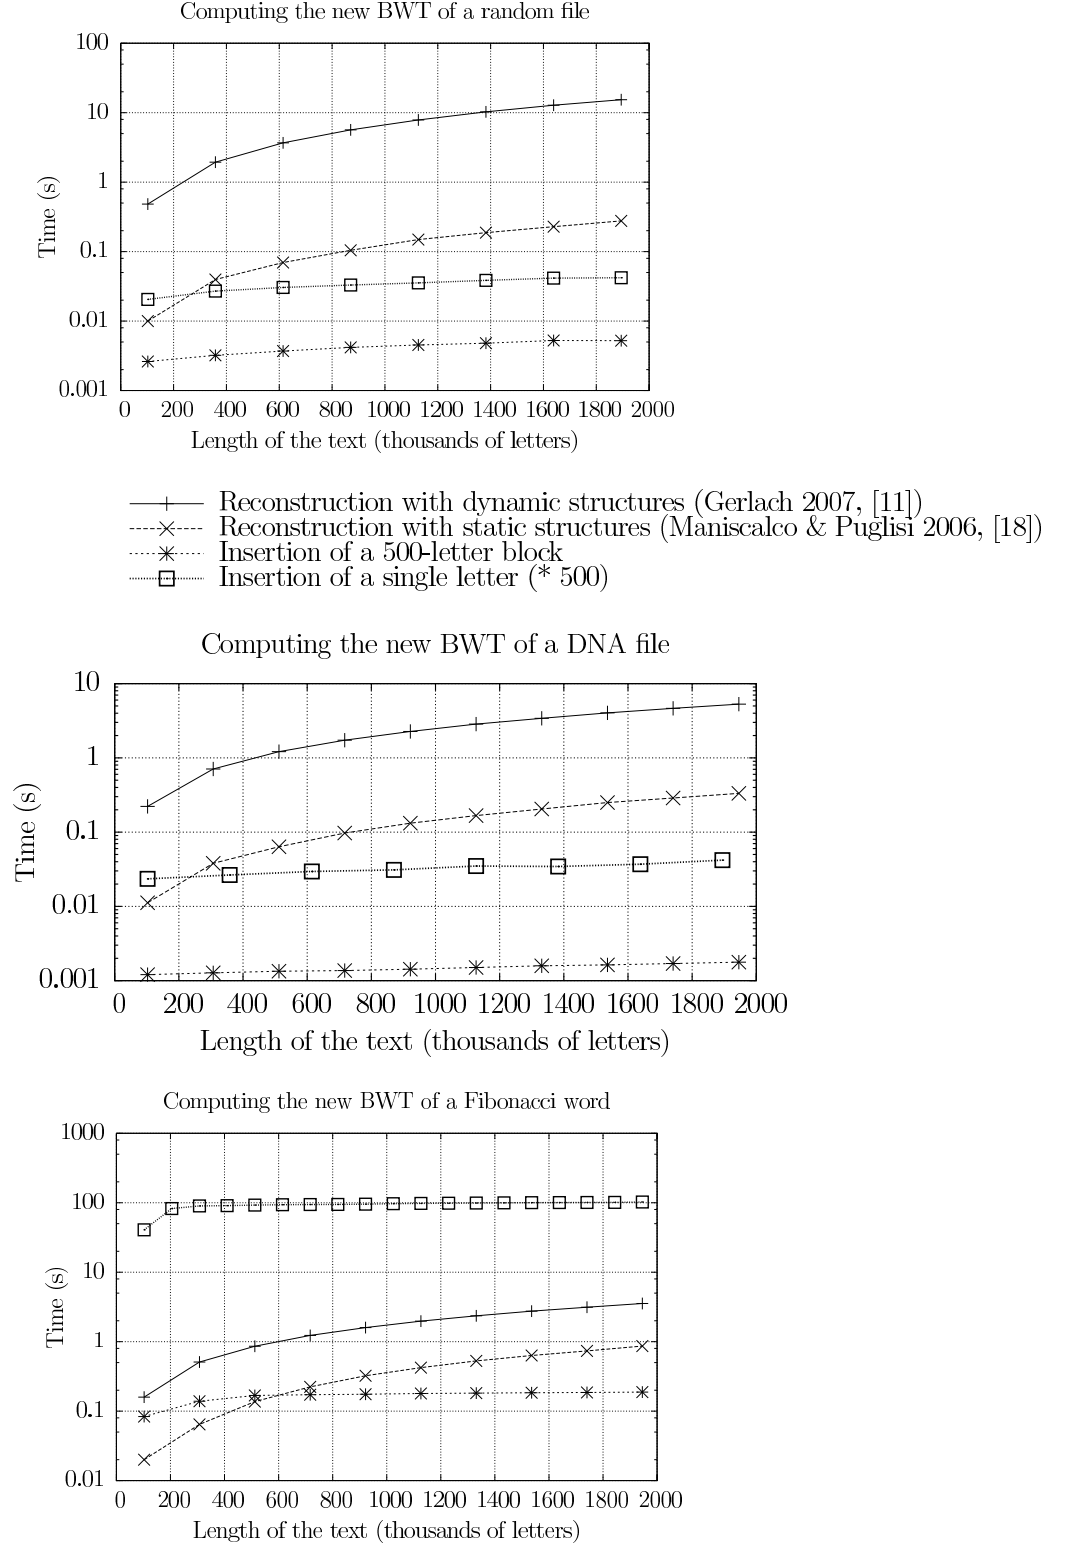 Computing the new BWT of a random file
100
10
1
0.1
0.01
0.001
Time (s)
0 200 400 600 800 1000 1200 1400 1600 1800 2000
Length of the text (thousands of letters)
Reconstruction with dynamic structures (Gerlach 2007, [11])
Reconstruction with static structures (Maniscalco & Puglisi 2006, [18])
Insertion of a 500-letter block
Insertion of a single letter (* 500)
Computing the new BWT of a DNA file
10
1
0.1
0.01
0.001
Time (s)
0 200 400 600 800 1000 1200 1400 1600 1800 2000
Length of the text (thousands of letters)
Computing the new BWT of a Fibonacci word
1000
100
10
1
0.1
0.01
Time (s)
0 200 400 600 800 1000 1200 1400 1600 1800 2000
Length of the text (thousands of letters)